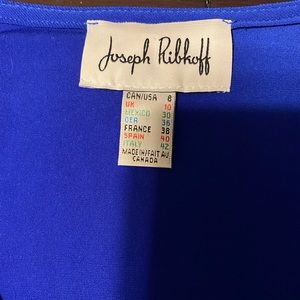 Joseph Ribkoff
CAN/USA 8
UK 10
MEXICO 30
DER 36
FRANCE 38
SPAIN 40
ITALY 42
MADE IN/FAIT AU
CANADA